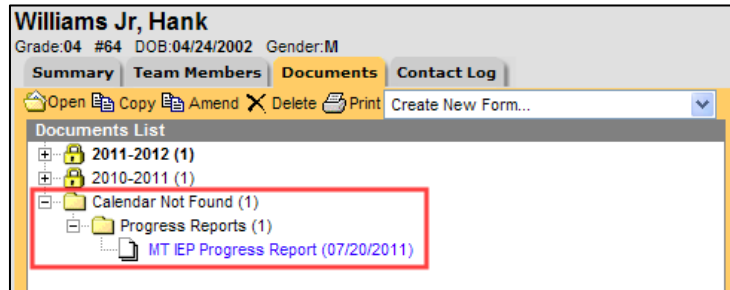 Williams Jr, Hank
Grade:04 #64 DOB:04/24/2002 Gender:M
Summary Team Members Documents Contact Log
Open Copy Amend Delete Print Create New Form...
Documents List
2011-2012 (1)
2010-2011 (1)
Calendar Not Found (1)
Progress Reports (1)
MT IEP Progress Report (07/20/2011)